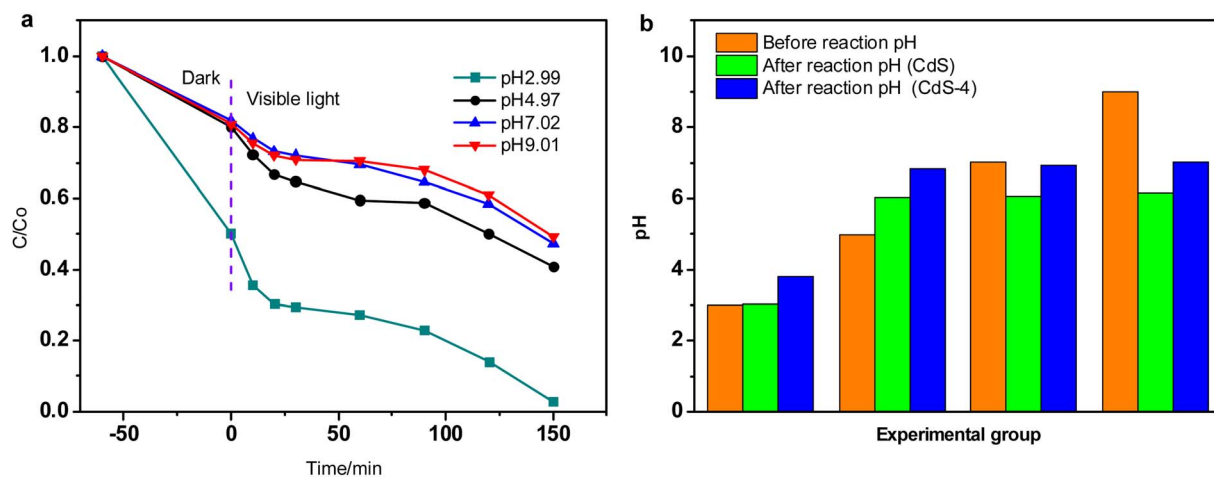 a
1.0
0.8
0.6
0.4
0.2
0.0
C/Co
Dark
Visible light
pH2.99
pH4.97
pH7.02
pH9.01
-50
0
50
100
150
Time/min
b
10
8
6
4
2
0
pH
Before reaction pH
After reaction pH (CdS)
After reaction pH (CdS-4)
Experimental group